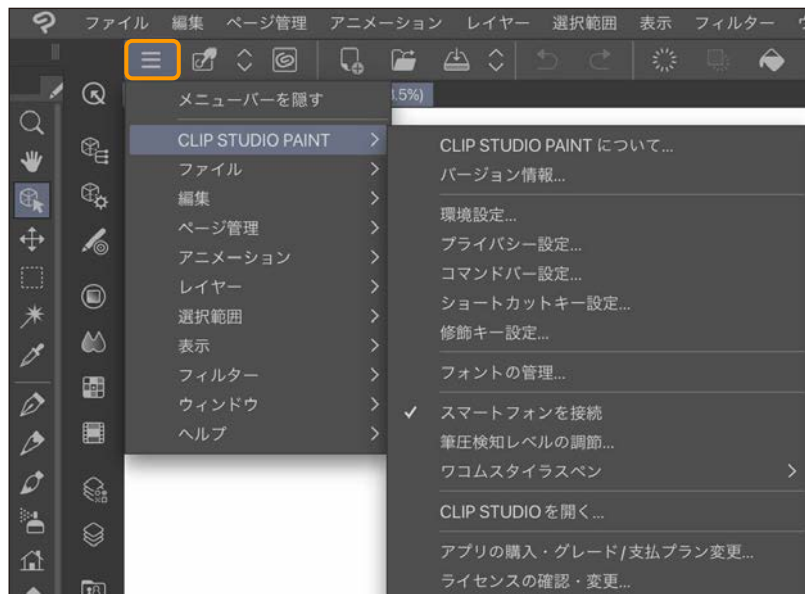 ファイル 編集 ページ管理 アニメーション レイヤー 選択範囲 表示 フィルター
.5%)
メニューバーを隠す
CLIP STUDIO PAINT
ファイル
編集
ページ管理
アニメーション
レイヤー
選択範囲
表示
フィルター
ウィンドウ
ヘルプ
CLIP STUDIO PAINT について...
バージョン情報...
環境設定...
プライバシー設定...
コマンドバー設定...
ショートカットキー設定...
修飾キー設定...
フォントの管理...
スマートフォンを接続
筆圧検知レベルの調節...
ワコムスタイラスペン
CLIP STUDIO を開く...
アプリの購入・グレード/支払プラン変更...
ライセンスの確認・変更...